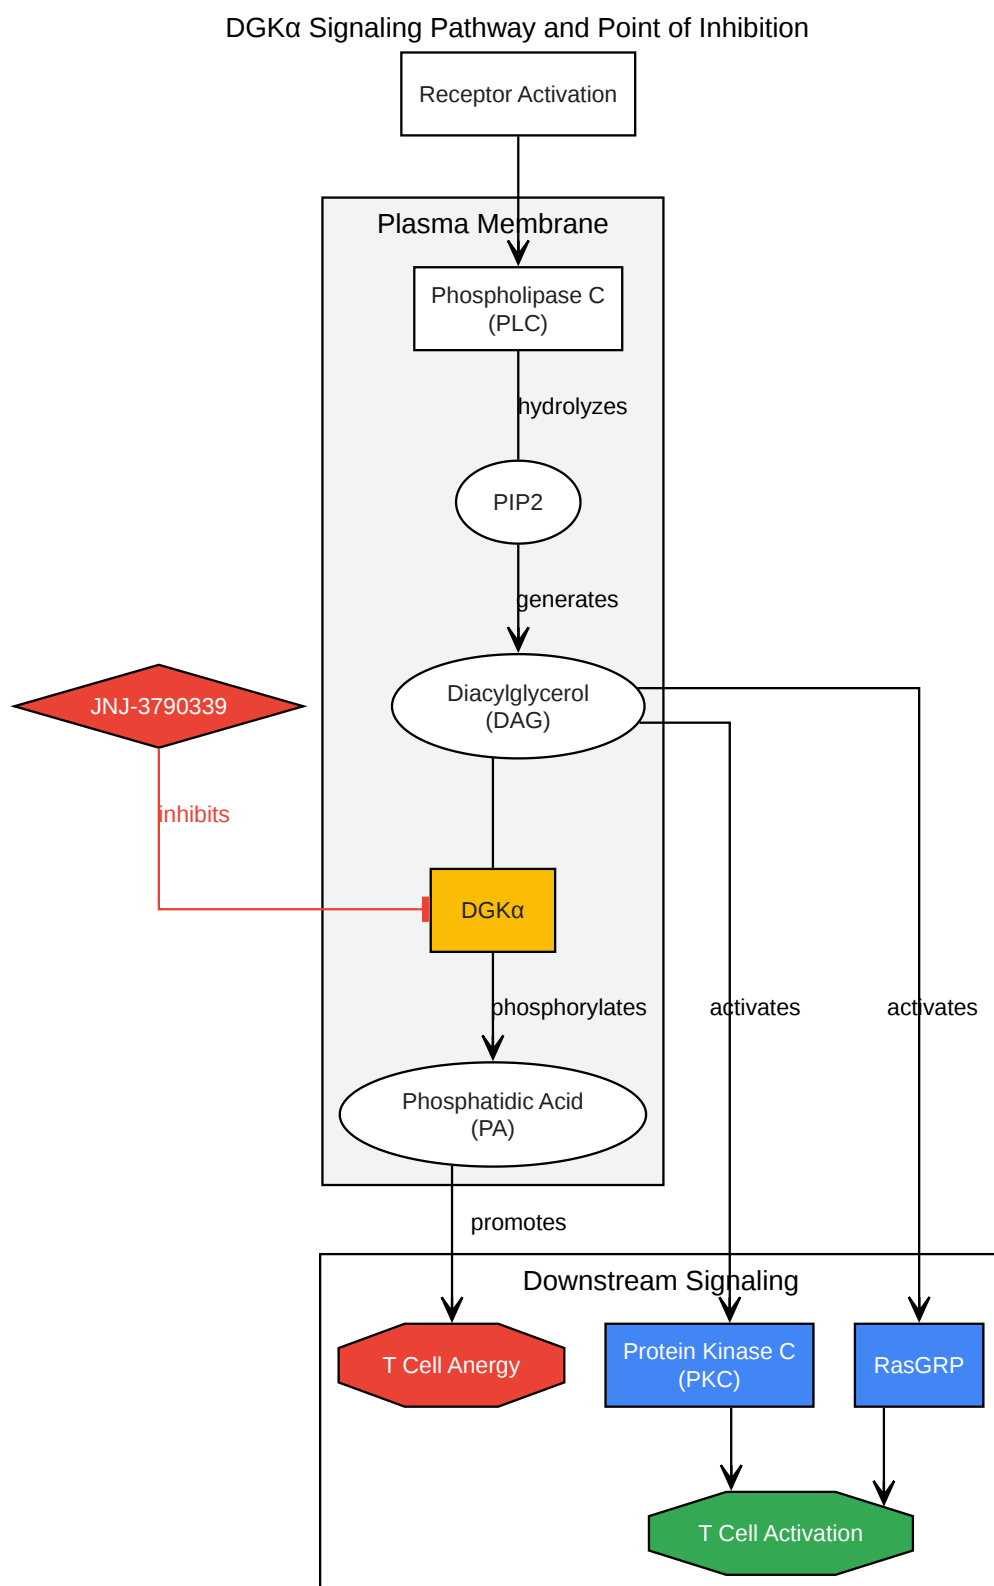 DGKα Signaling Pathway and Point of Inhibition
Receptor Activation
Plasma Membrane
Phospholipase C
(PLC)
hydrolyzes
PIP2
generates
Diacylglycerol
(DAG)
JNJ-3790339
inhibits
DGKα
phosphorylates
activates
activates
Phosphatidic Acid
(PA)
promotes
Downstream Signaling
T Cell Anergy
Protein Kinase C
(PKC)
RasGRP
T Cell Activation